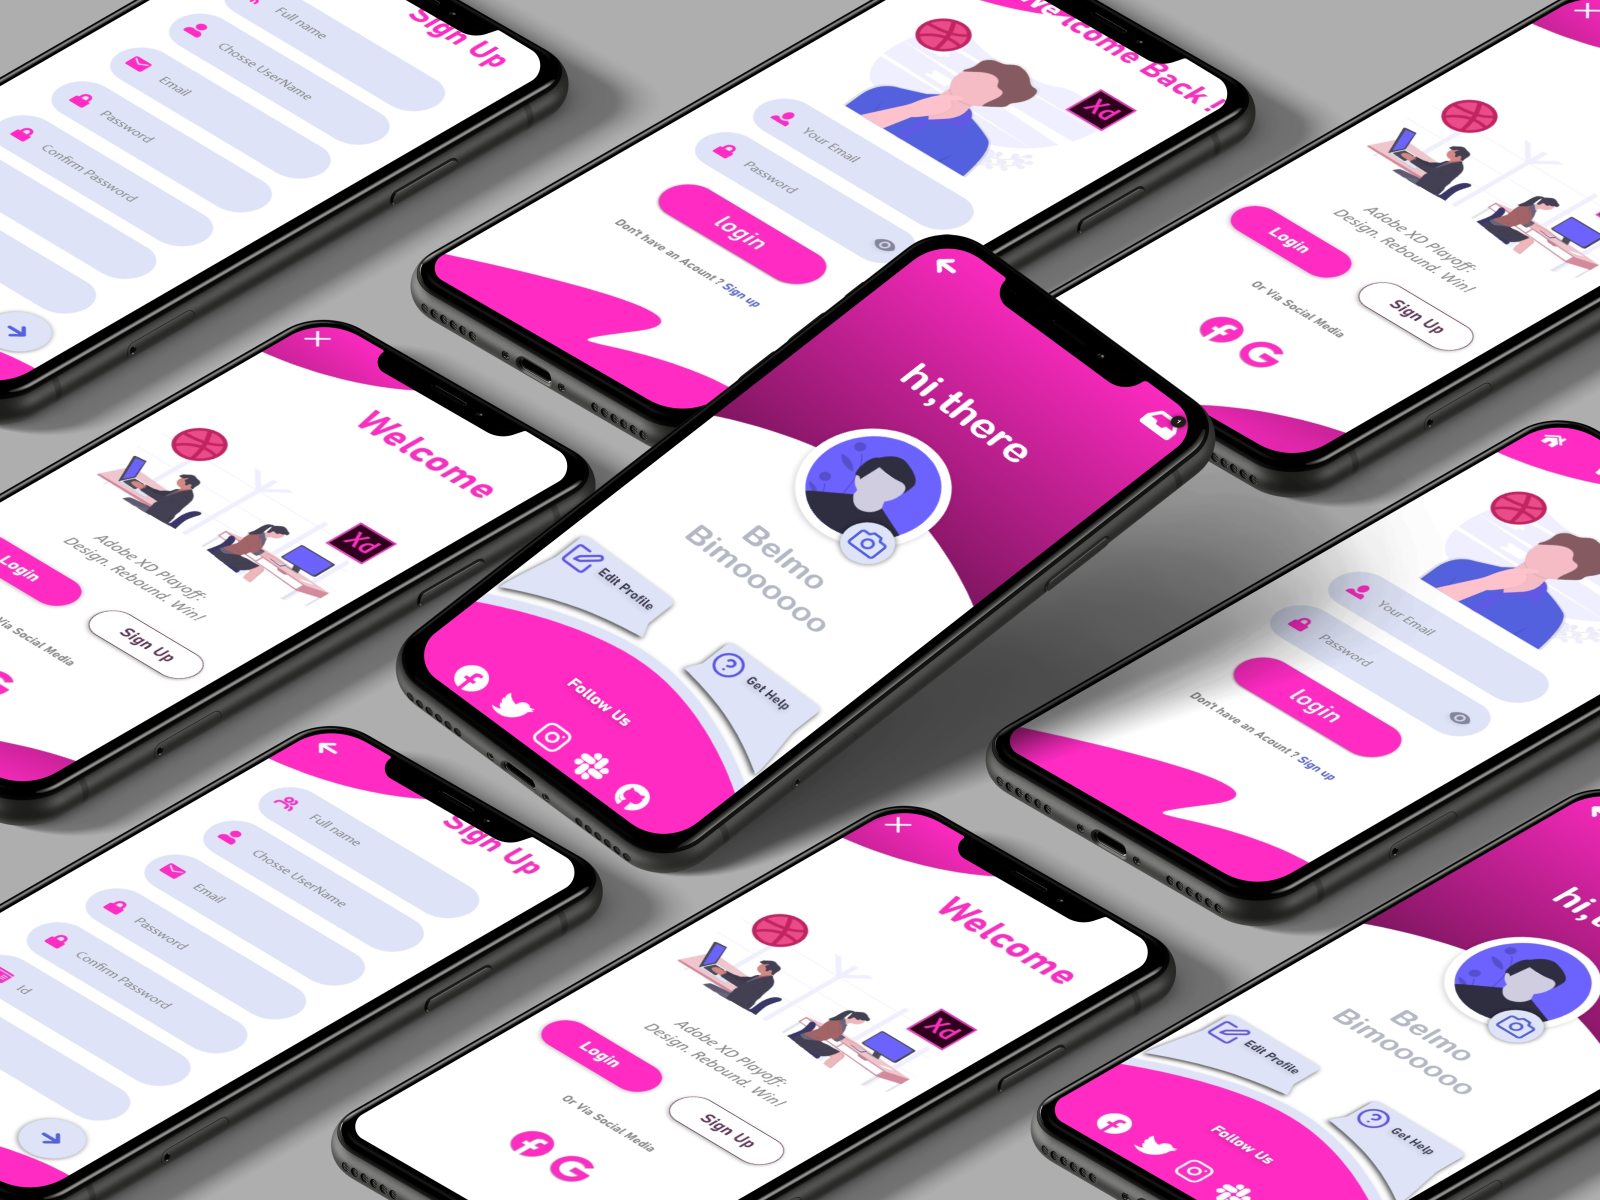 Sign Up
Full name
Chosse UserName
Email
Password
Confirm Password
Welcome Back !
Xd
Your Email
Password
login
Don't have an Acount ? Sign up
Adobe XD Playoff:
Design. Rebound. Win!
Login
Sign Up
Or Via Social Media
Welcome
Xd
Adobe XD Playoff:
Design. Rebound. Win!
Login
Sign Up
Via Social Media
hi,there
Belmo
Bimoooooo
Edit Profile
Get Help
Follow Us
Your Email
Password
login
Don't have an Acount ? Sign up
Sign Up
Full name
Chosse UserName
Email
Password
Confirm Password
Id
Welcome
Xd
Adobe XD Playoff:
Design. Rebound. Win!
Login
Sign Up
Or Via Social Media
hi,t
Belmo
Bimoooooo
Edit Profile
Get Help
Follow Us